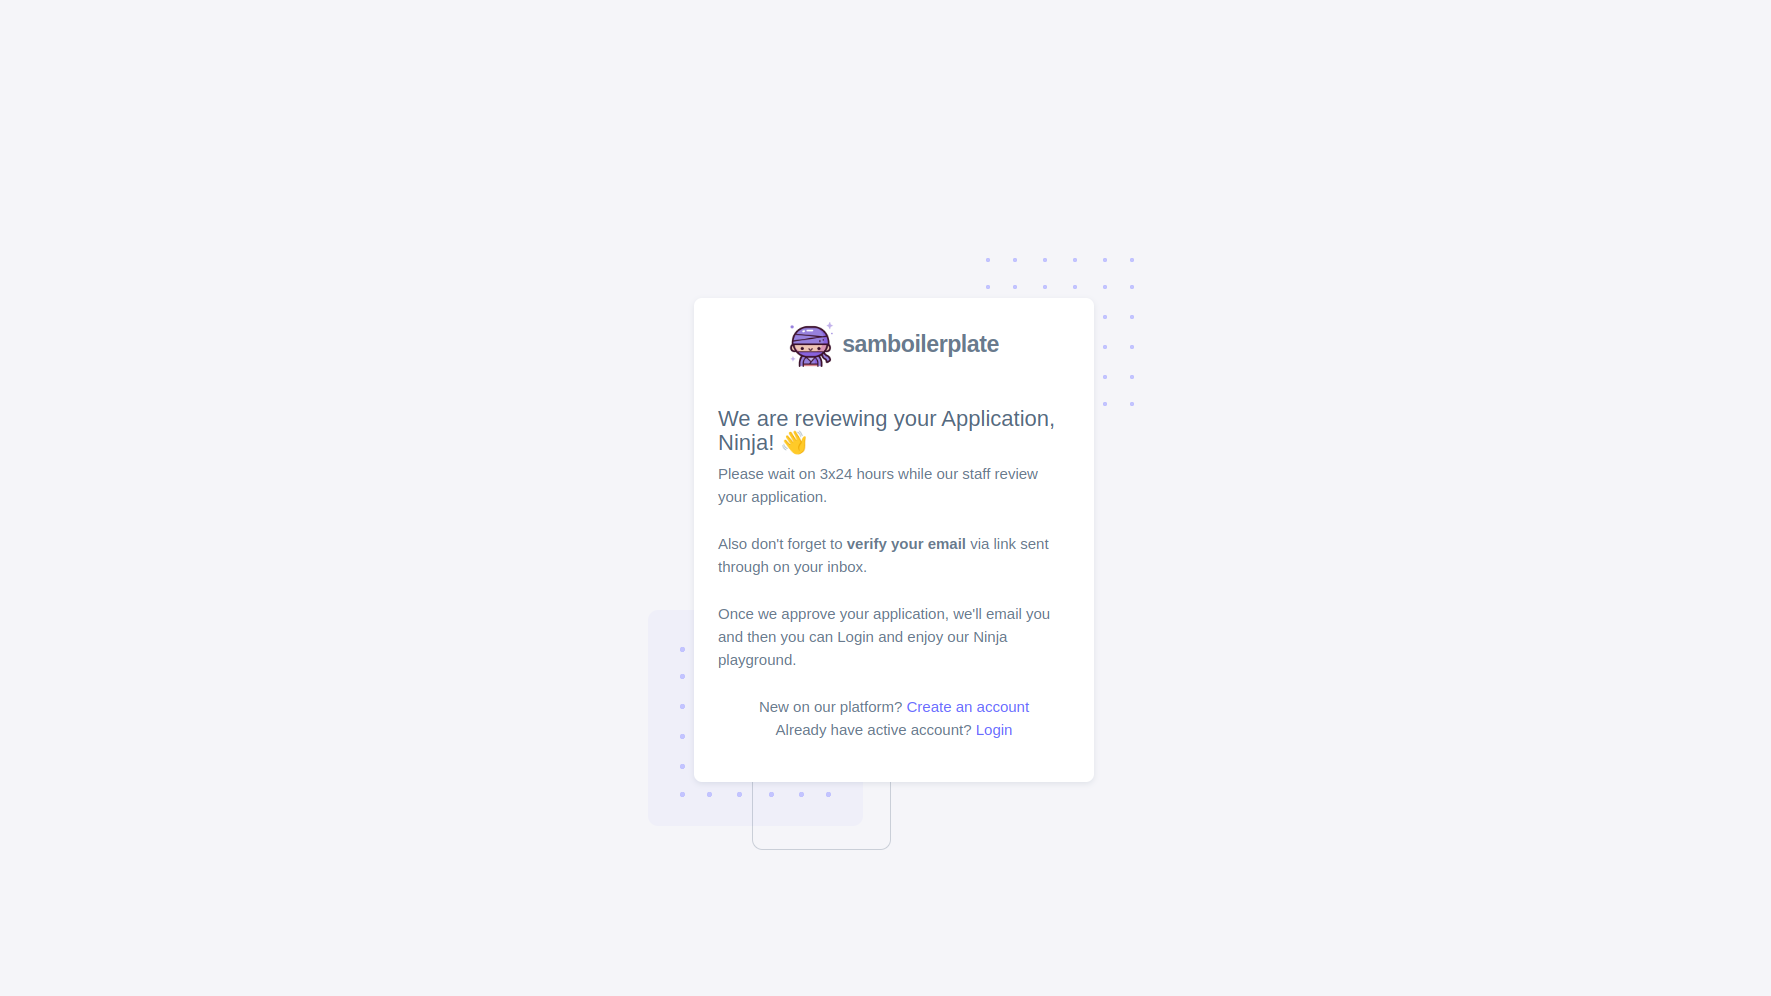 samboilerplate
We are reviewing your Application,
Ninja! 👋
Please wait on 3x24 hours while our staff review
your application.
Also don't forget to verify your email via link sent
through on your inbox.
Once we approve your application, we'll email you
and then you can Login and enjoy our Ninja
playground.
New on our platform? Create an account
Already have active account? Login